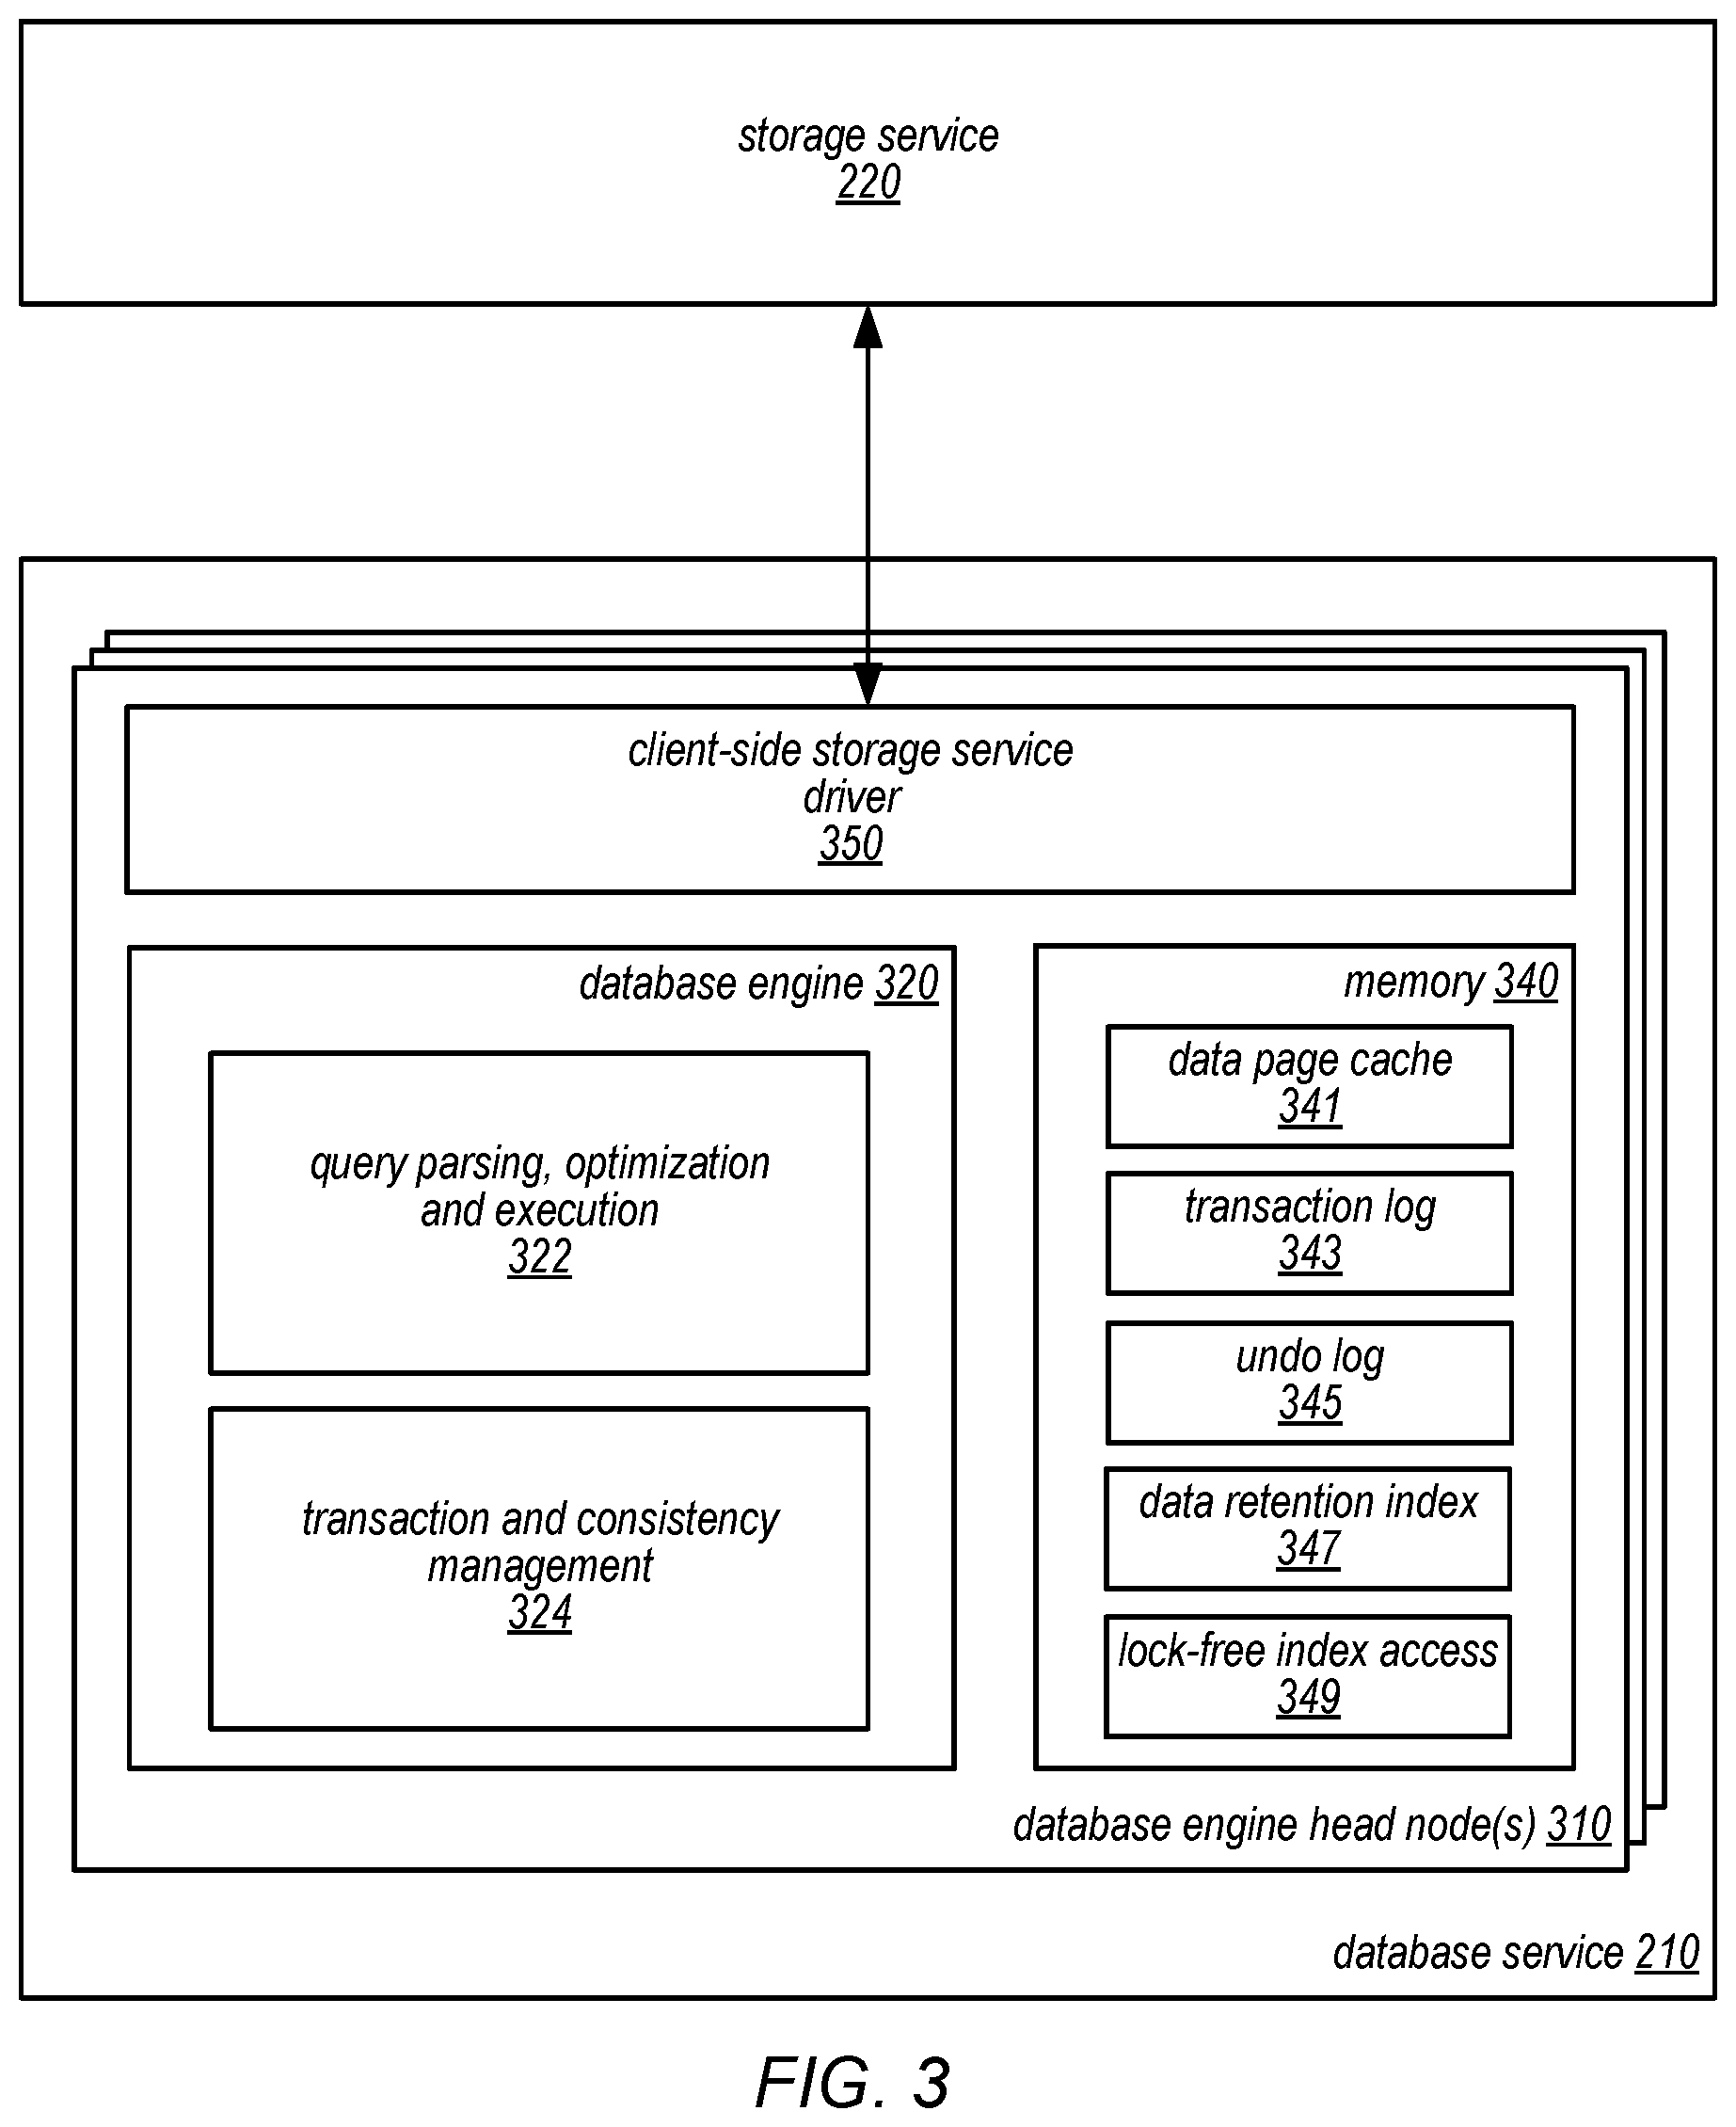 storage service
220
client-side storage service
driver
350
database engine 320
query parsing, optimization
and execution
322
transaction and consistency
management
324
memory 340
data page cache
341
transaction log
343
undo log
345
data retention index
347
lock-free index access
349
database engine head node(s) 310
database service 210
FIG. 3